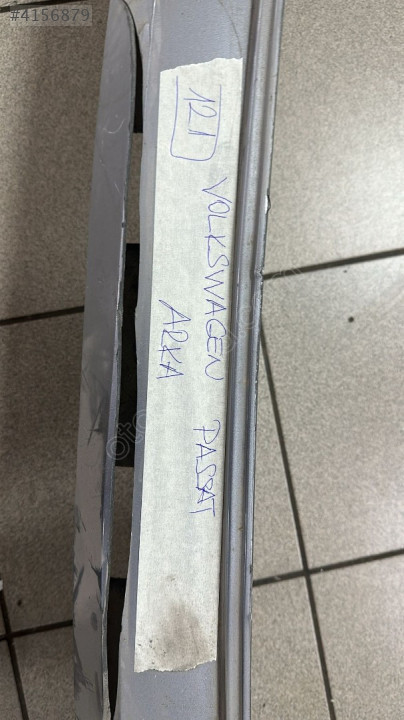 #4156879
121
VOLKSWAGEN PASSAT
ARKA